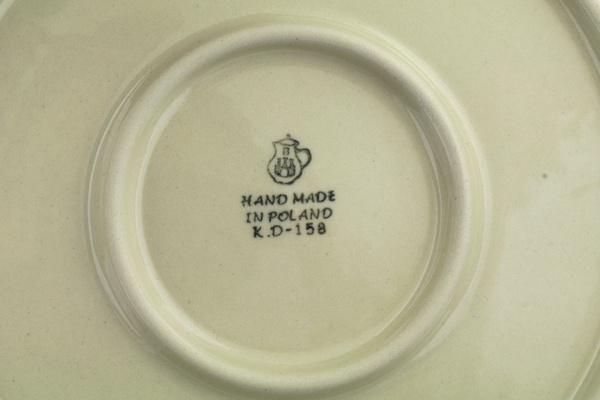 HAND MADE
IN POLAND
K.D-158